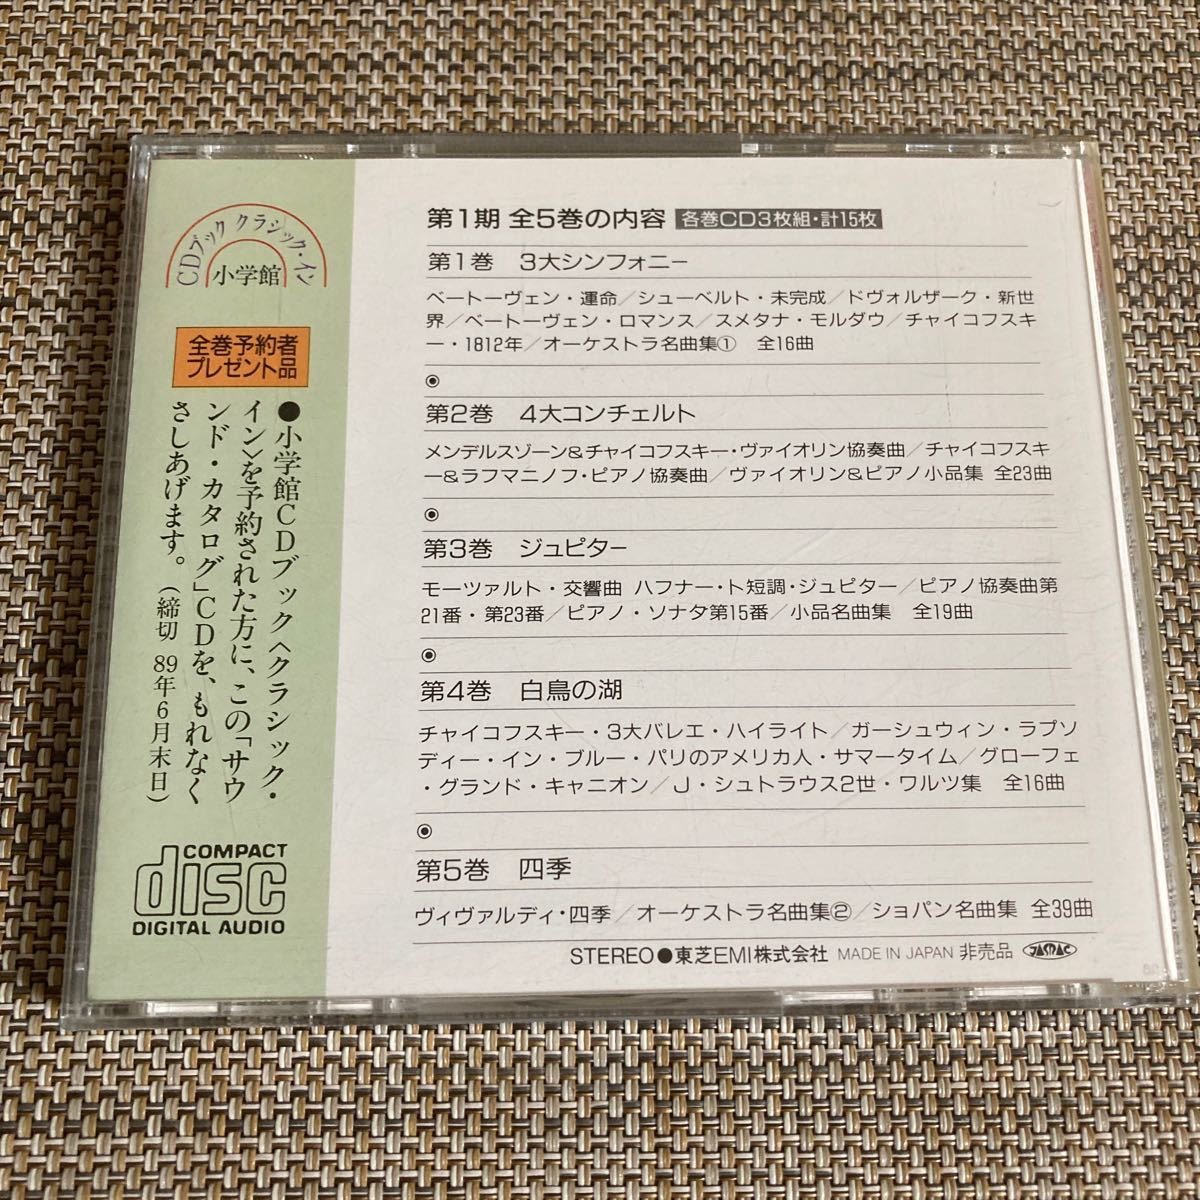 CDブック クラシック・イン
小学館
全巻予約者
プレゼント品
●小学館CDブック〈クラシック・
イン〉を予約された方に、この「サウ
ンド・カタログ」CDを、もれなく
さしあげます。（締切 89年6月末日）
COMPACT
disc
DIGITAL AUDIO
第1期 全5巻の内容 各巻CD3枚組・計15枚
第1巻 3大シンフォニー
ベートーヴェン・運命／シューベルト・未完成／ドヴォルザーク・新世
界／ベートーヴェン・ロマンス／スメタナ・モルダウ／チャイコフスキ
ー・1812年／オーケストラ名曲集① 全16曲
◉
第2巻 4大コンチェルト
メンデルスゾーン&チャイコフスキー・ヴァイオリン協奏曲／チャイコフスキ
ー&ラフマニノフ・ピアノ協奏曲／ヴァイオリン&ピアノ小品集 全23曲
◉
第3巻 ジュピター
モーツァルト・交響曲 ハフナー・ト短調・ジュピター／ピアノ協奏曲第
21番・第23番／ピアノ・ソナタ第15番／小品名曲集 全19曲
◉
第4巻 白鳥の湖
チャイコフスキー・3大バレエ・ハイライト／ガーシュウィン・ラプソ
ディー・イン・ブルー・パリのアメリカ人・サマータイム／グローフェ
・グランド・キャニオン／J・シュトラウス2世・ワルツ集 全16曲
◉
第5巻 四季
ヴィヴァルディ・四季／オーケストラ名曲集②／ショパン名曲集 全39曲
STEREO●東芝EMI株式会社 MADE IN JAPAN 非売品 JASRAC